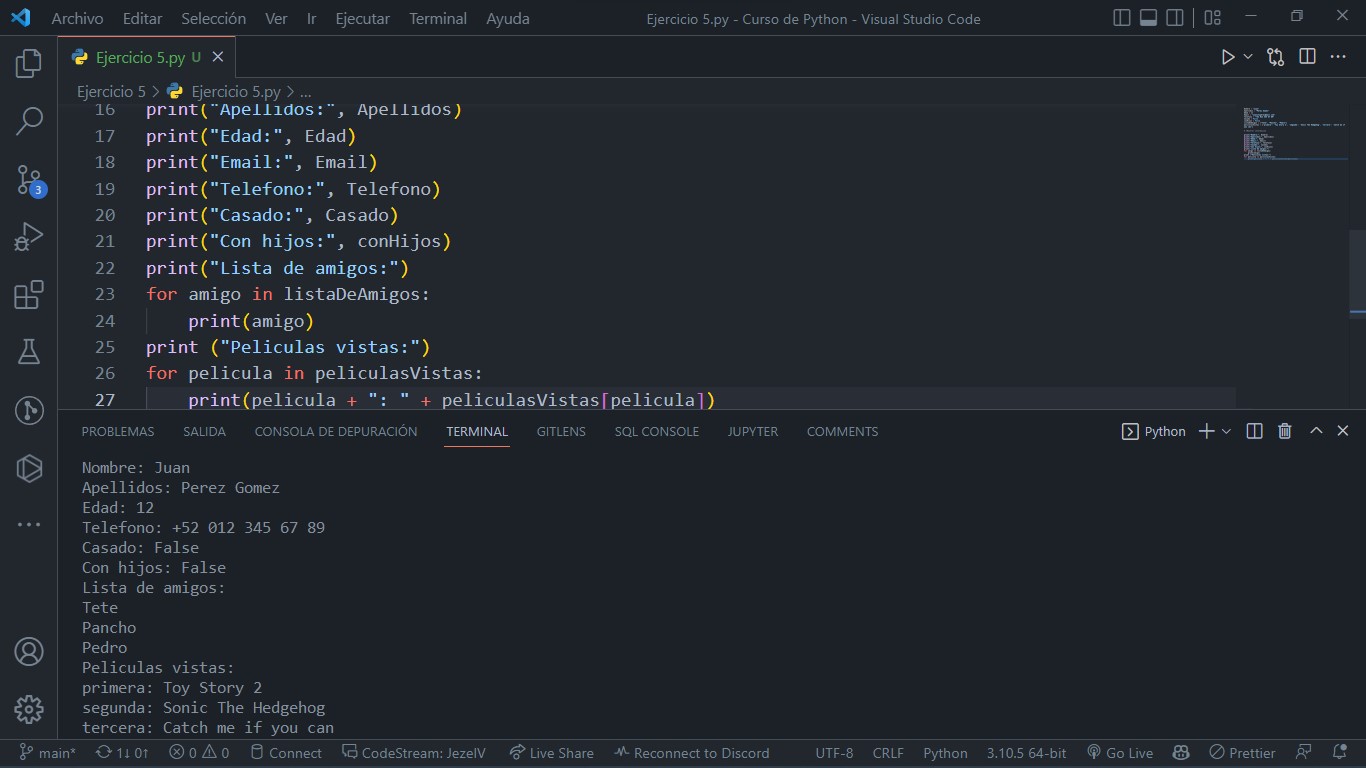 Archivo Editar Selección Ver Ir Ejecutar Terminal Ayuda Ejercicio 5.py - Curso de Python - Visual Studio Code
Ejercicio 5.py U
Ejercicio 5 > Ejercicio 5.py > ...
16 print("Apellidos:", Apellidos)
17 print("Edad:", Edad)
18 print("Email:", Email)
19 print("Telefono:", Telefono)
20 print("Casado:", Casado)
21 print("Con hijos:", conHijos)
22 print("Lista de amigos:")
23 for amigo in listaDeAmigos:
24 print(amigo)
25 print ("Peliculas vistas:")
26 for pelicula in peliculasVistas:
27 print(pelicula + ": " + peliculasVistas[pelicula])
3
PROBLEMAS SALIDA CONSOLA DE DEPURACIÓN TERMINAL GITLENS SQL CONSOLE JUPYTER COMMENTS Python
Nombre: Juan
Apellidos: Perez Gomez
Edad: 12
Telefono: +52 012 345 67 89
Casado: False
Con hijos: False
Lista de amigos:
Tete
Pancho
Pedro
Peliculas vistas:
primera: Toy Story 2
segunda: Sonic The Hedgehog
tercera: Catch me if you can
main* 1↓ 0↑ 0 0 Connect CodeStream: JezelV Live Share Reconnect to Discord UTF-8 CRLF Python 3.10.5 64-bit Go Live Prettier